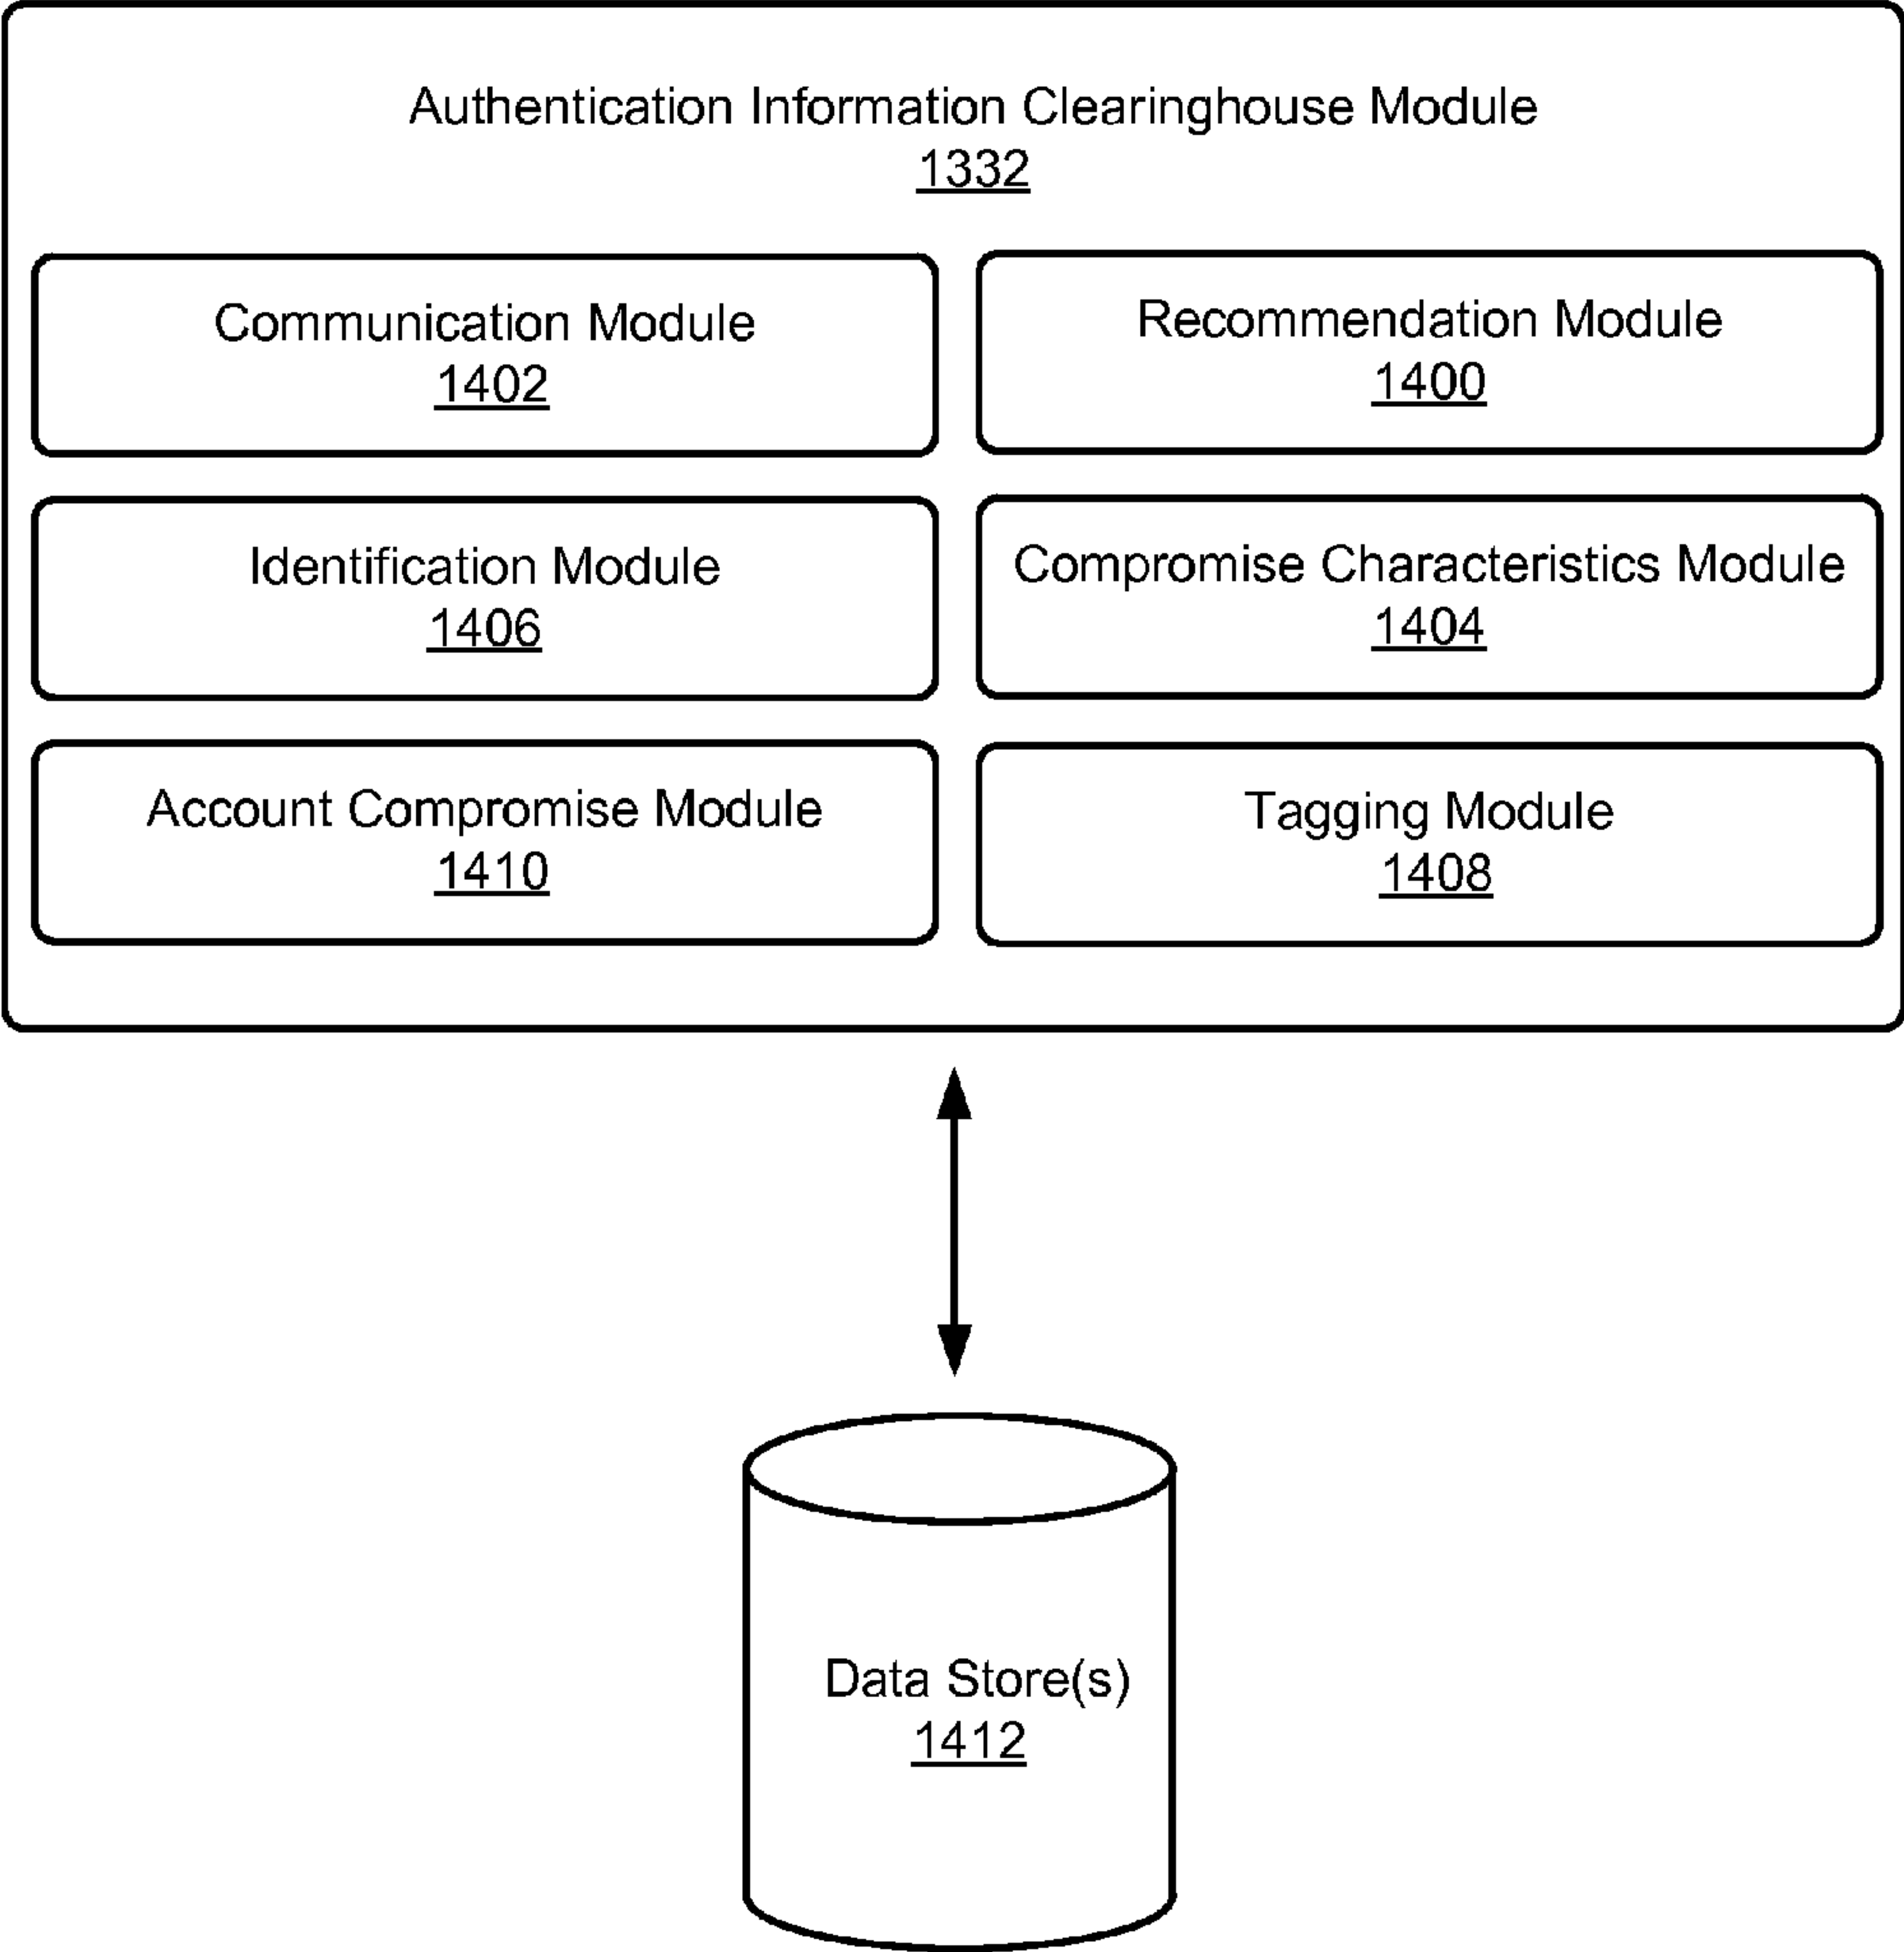 Authentication Information Clearinghouse Module
1332
Communication Module
1402
Recommendation Module
1400
Identification Module
1406
Compromise Characteristics Module
1404
Account Compromise Module
1410
Tagging Module
1408
Data Store(s)
1412